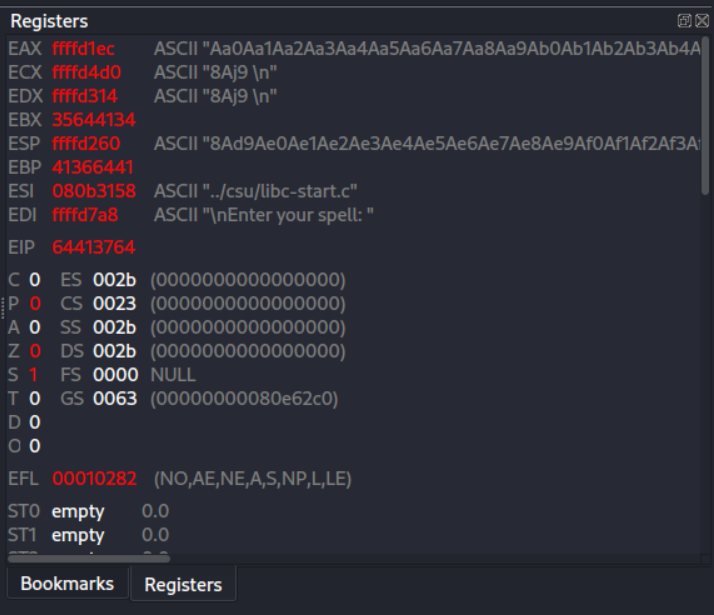 Registers
EAX ffffd1ec ASCII "Aa0Aa1Aa2Aa3Aa4Aa5Aa6Aa7Aa8Aa9Ab0Ab1Ab2Ab3Ab4A
ECX ffffd4d0 ASCII "8Aj9 \n"
EDX ffffd314 ASCII "8Aj9 \n"
EBX 35644134
ESP ffffd260 ASCII "8Ad9Ae0Ae1Ae2Ae3Ae4Ae5Ae6Ae7Ae8Ae9Af0Af1Af2Af3A
EBP 41366441
ESI 080b3158 ASCII "../csu/libc-start.c"
EDI ffffd7a8 ASCII "\nEnter your spell: "
EIP 64413764
C 0 ES 002b (0000000000000000)
P 0 CS 0023 (0000000000000000)
A 0 SS 002b (0000000000000000)
Z 0 DS 002b (0000000000000000)
S 1 FS 0000 NULL
T 0 GS 0063 (00000000080e62c0)
D 0
O 0
EFL 00010282 (NO,AE,NE,A,S,NP,L,LE)
ST0 empty 0.0
ST1 empty 0.0
Bookmarks Registers